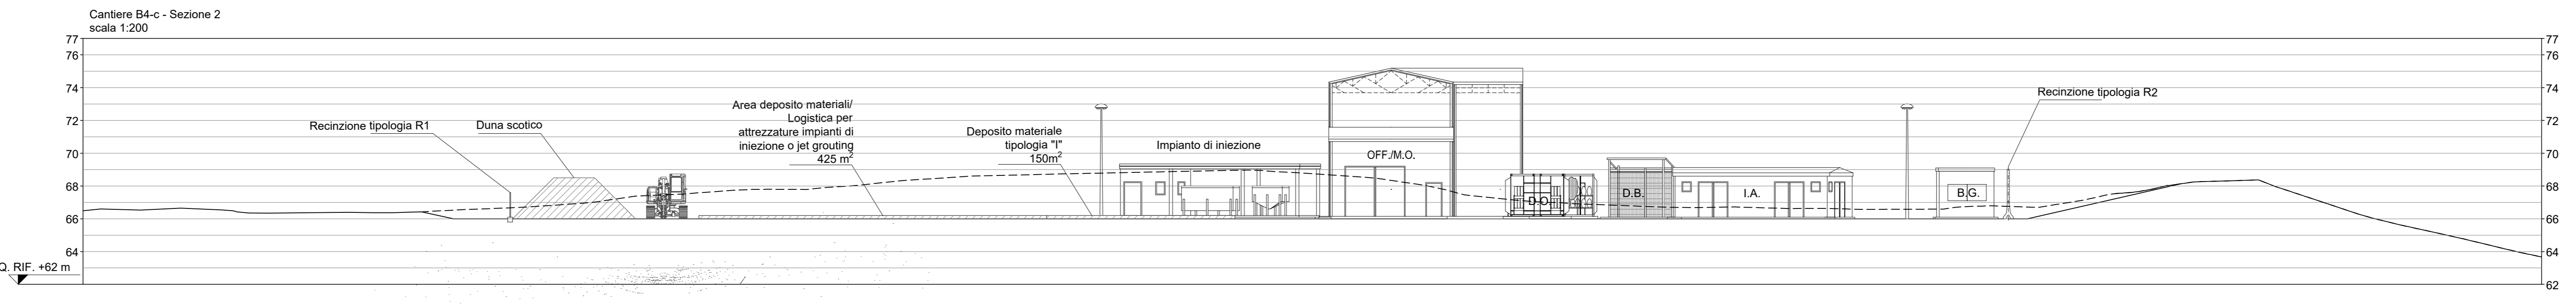 Cantiere B4-c - Sezione 2
scala 1:200
77
76
74
72
70
68
66
64
Q. RIF. +62 m
Recinzione tipologia R1
Duna scotico
Area deposito materiali/
Logistica per
attrezzature impianti di
iniezione o jet grouting
425 m²
Deposito materiale
tipologia "I"
150m²
Impianto di iniezione
OFF./M.O.
D.O.
D.B.
I.A.
B.G.
Recinzione tipologia R2
77
76
74
72
70
68
66
64
62